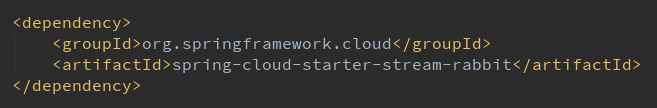 <dependency>
<groupId>org.springframework.cloud</groupId>
<artifactId>spring-cloud-starter-stream-rabbit</artifactId>
</dependency>